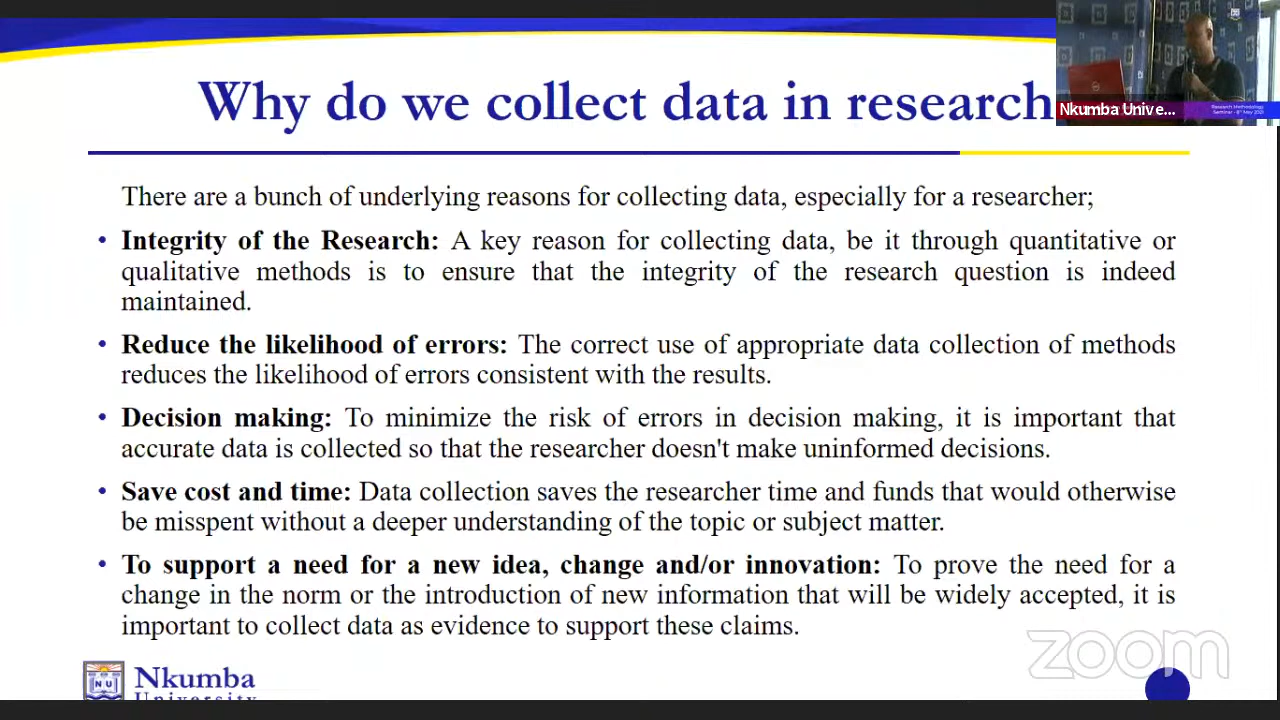 Why do we collect data in research
Nkumba Unive...
Research Methodology
There are a bunch of underlying reasons for collecting data, especially for a researcher;
• Integrity of the Research: A key reason for collecting data, be it through quantitative or
qualitative methods is to ensure that the integrity of the research question is indeed
maintained.
• Reduce the likelihood of errors: The correct use of appropriate data collection of methods
reduces the likelihood of errors consistent with the results.
• Decision making: To minimize the risk of errors in decision making, it is important that
accurate data is collected so that the researcher doesn't make uninformed decisions.
• Save cost and time: Data collection saves the researcher time and funds that would otherwise
be misspent without a deeper understanding of the topic or subject matter.
• To support a need for a new idea, change and/or innovation: To prove the need for a
change in the norm or the introduction of new information that will be widely accepted, it is
important to collect data as evidence to support these claims.
zoom
NU
Nkumba
University